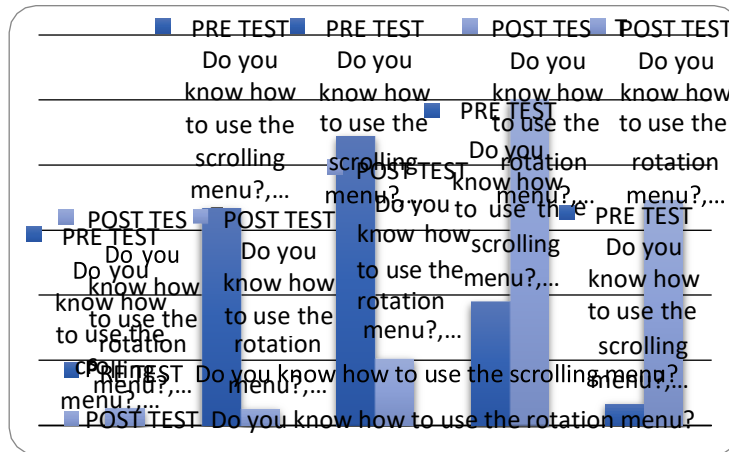 PRE TEST
Do you
know how
to use the
scrolling
menu?,...
PRE TEST
Do you
know how
to use the
scrolling
menu?,...
POST TEST
Do you
know how
to use the
rotation
menu?,...
POST TEST
Do you
know how
to use the
rotation
menu?,...
PRE TEST
Do you
know how
to use the
scrolling
menu?,...
POST TEST
Do you
know how
to use the
rotation
menu?,...
POST TES
Do you
know how
to use the
rotation
menu?,...
POST TEST
Do you
know how
to use the
rotation
menu?,...
PRE TEST
Do you
know how
to use the
menu?,...
PRE TEST
Do you
know how
to use the
scrolling
menu?,...
PRE TEST Do you know how to use the scrolling menu?
POST TEST Do you know how to use the rotation menu?